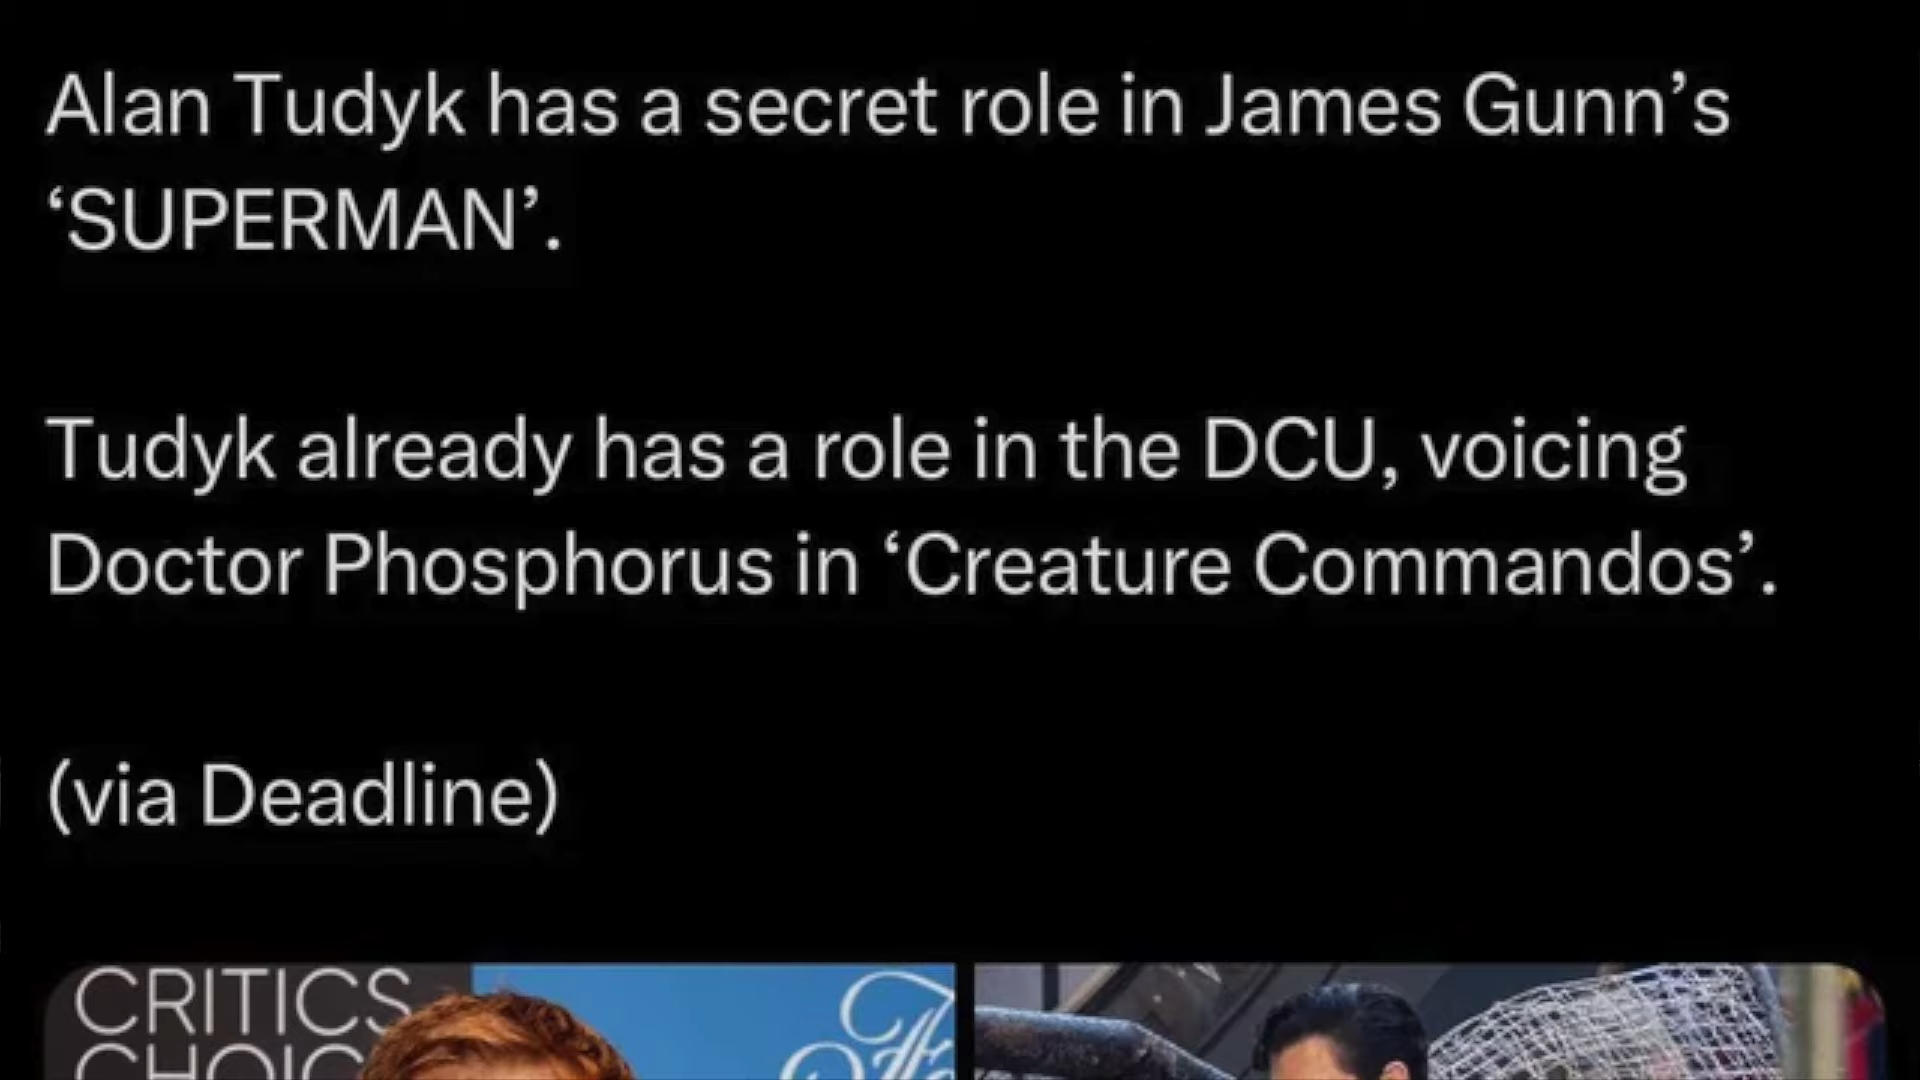 Alan Tudyk has a secret role in James Gunn’s
‘SUPERMAN’.
Tudyk already has a role in the DCU, voicing
Doctor Phosphorus in ‘Creature Commandos’.
(via Deadline)
CRITICS